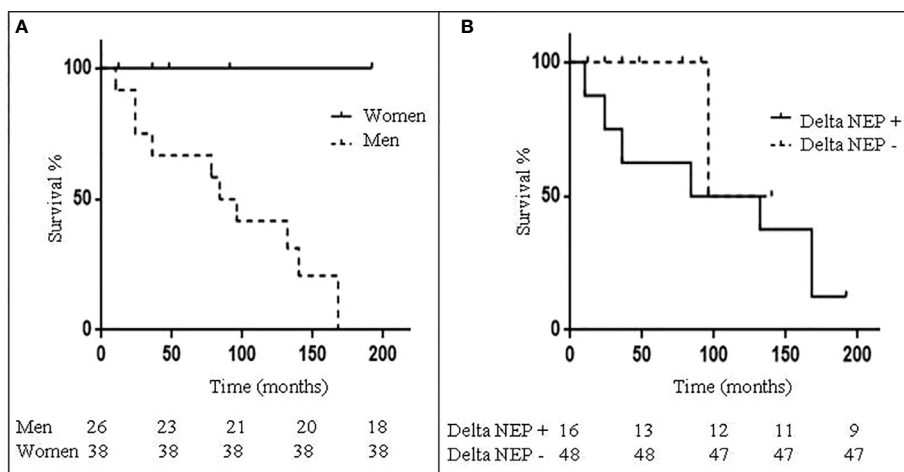 A
Survival %
100
50
0
Women
Men
0 50 100 150 200
Time (months)
Men 26 23 21 20 18
Women 38 38 38 38 38
B
Survival %
100
50
0
Delta NEP +
Delta NEP -
0 50 100 150 200
Time (months)
Delta NEP + 16 13 12 11 9
Delta NEP - 48 48 47 47 47